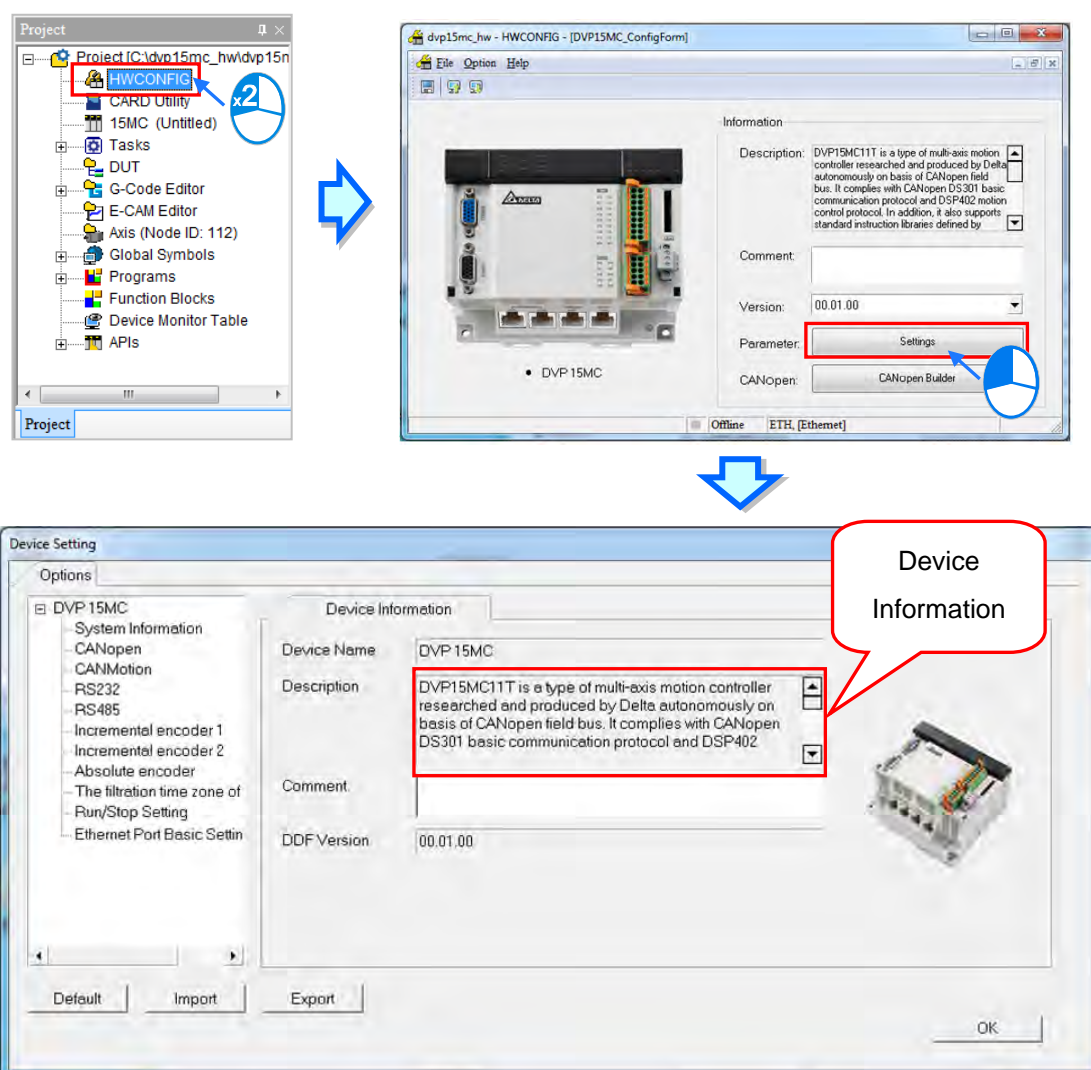 Project
Project [C:\dvp15mc_hw\dvp15n
HWCONFIG
x2
CARD Utility
15MC (Untitled)
Tasks
DUT
G-Code Editor
E-CAM Editor
Axis (Node ID: 112)
Global Symbols
Programs
Function Blocks
Device Monitor Table
APIs
Project
dvp15mc_hw - HWCONFIG - [DVP15MC_ConfigForm]
File Option Help
Information
Description:
DVP15MC11T is a type of multi-axis motion
controller researched and produced by Delta
autonomously on basis of CANopen field
bus. It complies with CANopen DS301 basic
communication protocol and DSP402 motion
control protocol. In addition, it also supports
standard instruction libraries defined by
Comment:
Version: 00.01.00
Parameter: Settings
CANopen: CANopen Builder
• DVP 15MC
Offline ETH, [Ethernet]
Device Setting
Options
DVP 15MC
System Information
CANopen
CANMotion
RS232
RS485
Incremental encoder 1
Incremental encoder 2
Absolute encoder
The filtration time zone of
Run/Stop Setting
Ethernet Port Basic Settin
Device Information
Device Name DVP 15MC
Description
DVP15MC11T is a type of multi-axis motion controller
researched and produced by Delta autonomously on
basis of CANopen field bus. It complies with CANopen
DS301 basic communication protocol and DSP402
Comment.
DDF Version 00.01.00
Device
Information
Default Import Export
OK